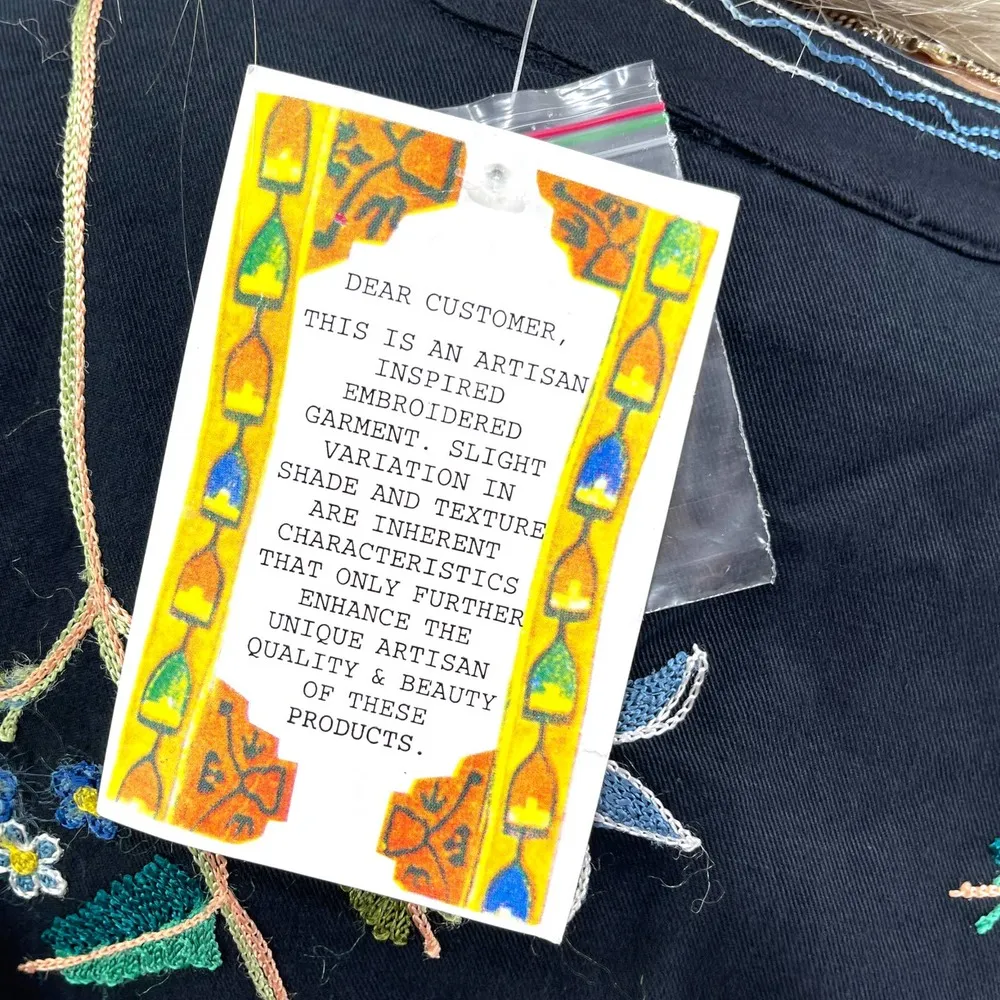 DEAR CUSTOMER,
THIS IS AN ARTISAN
INSPIRED
EMBROIDERED
GARMENT. SLIGHT
VARIATION IN
SHADE AND TEXTURE
ARE INHERENT
CHARACTERISTICS
THAT ONLY FURTHER
ENHANCE THE
UNIQUE ARTISAN
QUALITY & BEAUTY
OF THESE
PRODUCTS.